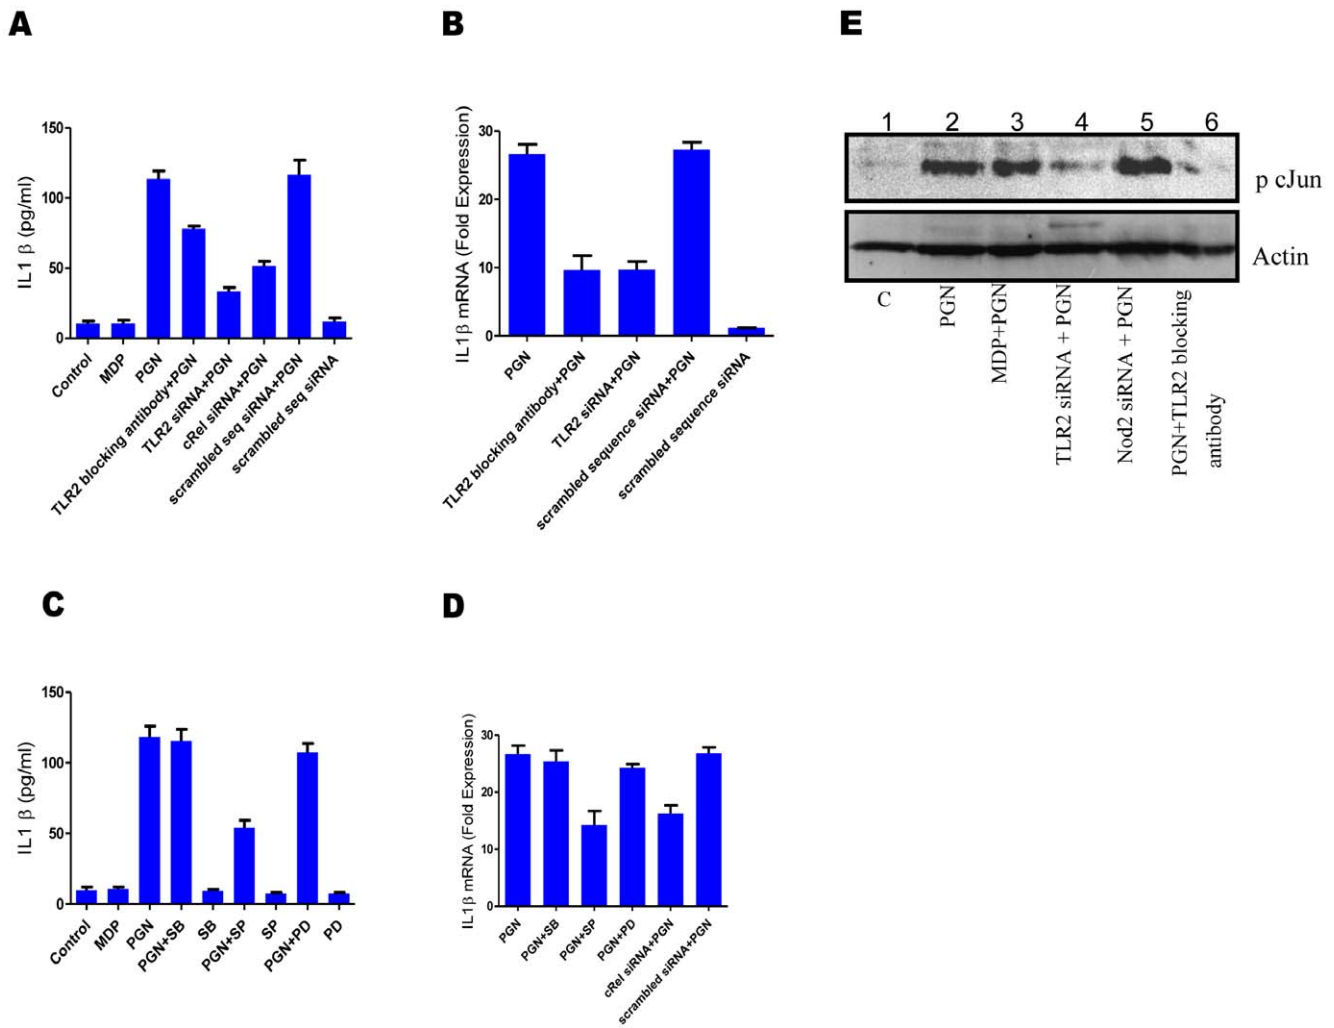 A
IL1 β (pg/ml)
150
100
50
0
Control
MDP
PGN
TLR2 blocking antibody+PGN
TLR2 siRNA+PGN
cRel siRNA+PGN
scrambled seq siRNA+PGN
scrambled seq siRNA
B
IL1β mRNA (Fold Expression)
30
20
10
0
PGN
TLR2 blocking antibody+PGN
TLR2 siRNA+PGN
scrambled sequence siRNA+PGN
scrambled sequence siRNA
E
1 2 3 4 5 6
p cJun
Actin
C
PGN
MDP+PGN
TLR2 siRNA + PGN
Nod2 siRNA + PGN
PGN+TLR2 blocking
antibody
C
IL1 β (pg/ml)
150
100
50
0
Control
MDP
PGN
PGN+SB
SB
PGN+SP
SP
PGN+PD
PD
D
IL1β mRNA (Fold Expression)
30
20
10
0
PGN
PGN+SB
PGN+SP
PGN+PD
cRel siRNA+PGN
scrambled siRNA+PGN